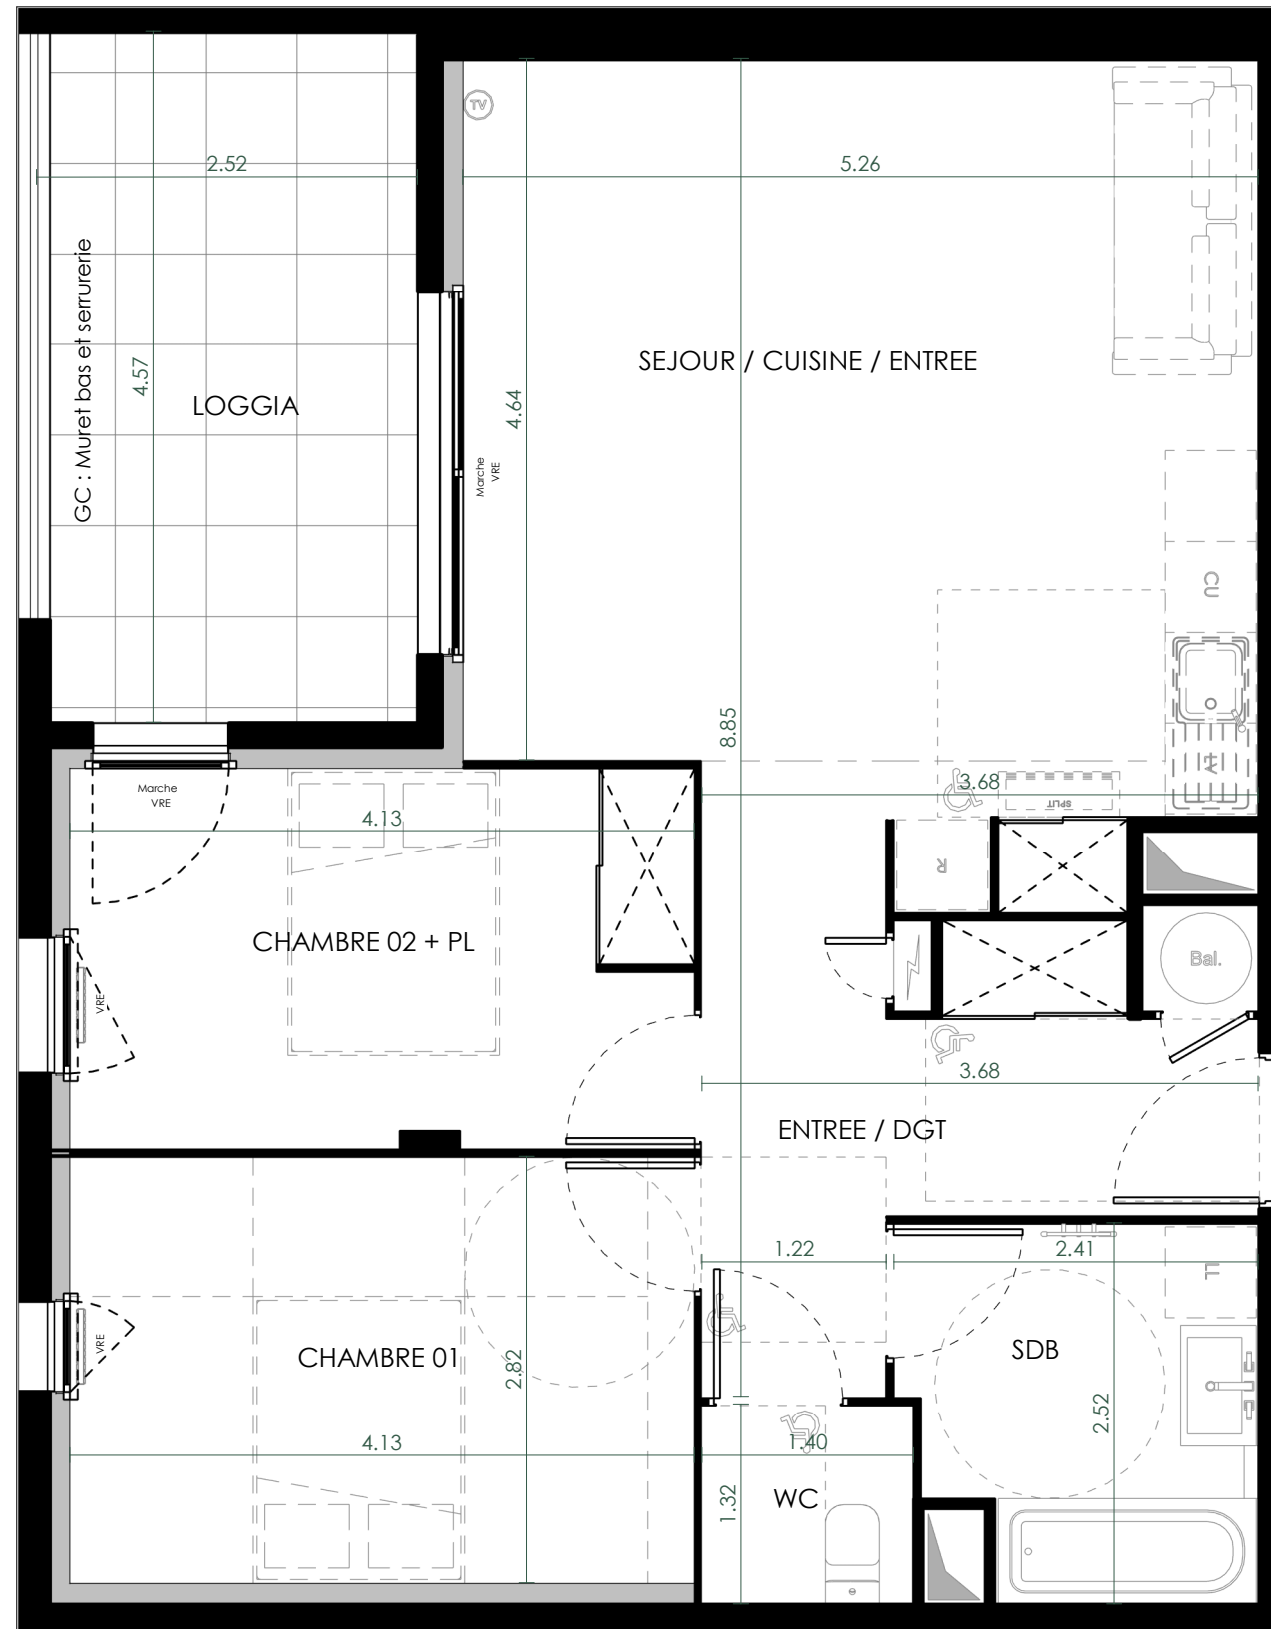 TV
2.52
5.26
GC : Muret bas et serrurerie
4.57
LOGGIA
SEJOUR / CUISINE / ENTREE
4.64
Marche
VRE
CU
8.85
LV
Marche
VRE
3.68
SPLIT
4.13
R
CHAMBRE 02 + PL
Bal.
VRE
3.68
ENTREE / DGT
1.22
2.41
LL
VRE
CHAMBRE 01
2.82
SDB
2.52
4.13
1.40
WC
1.32